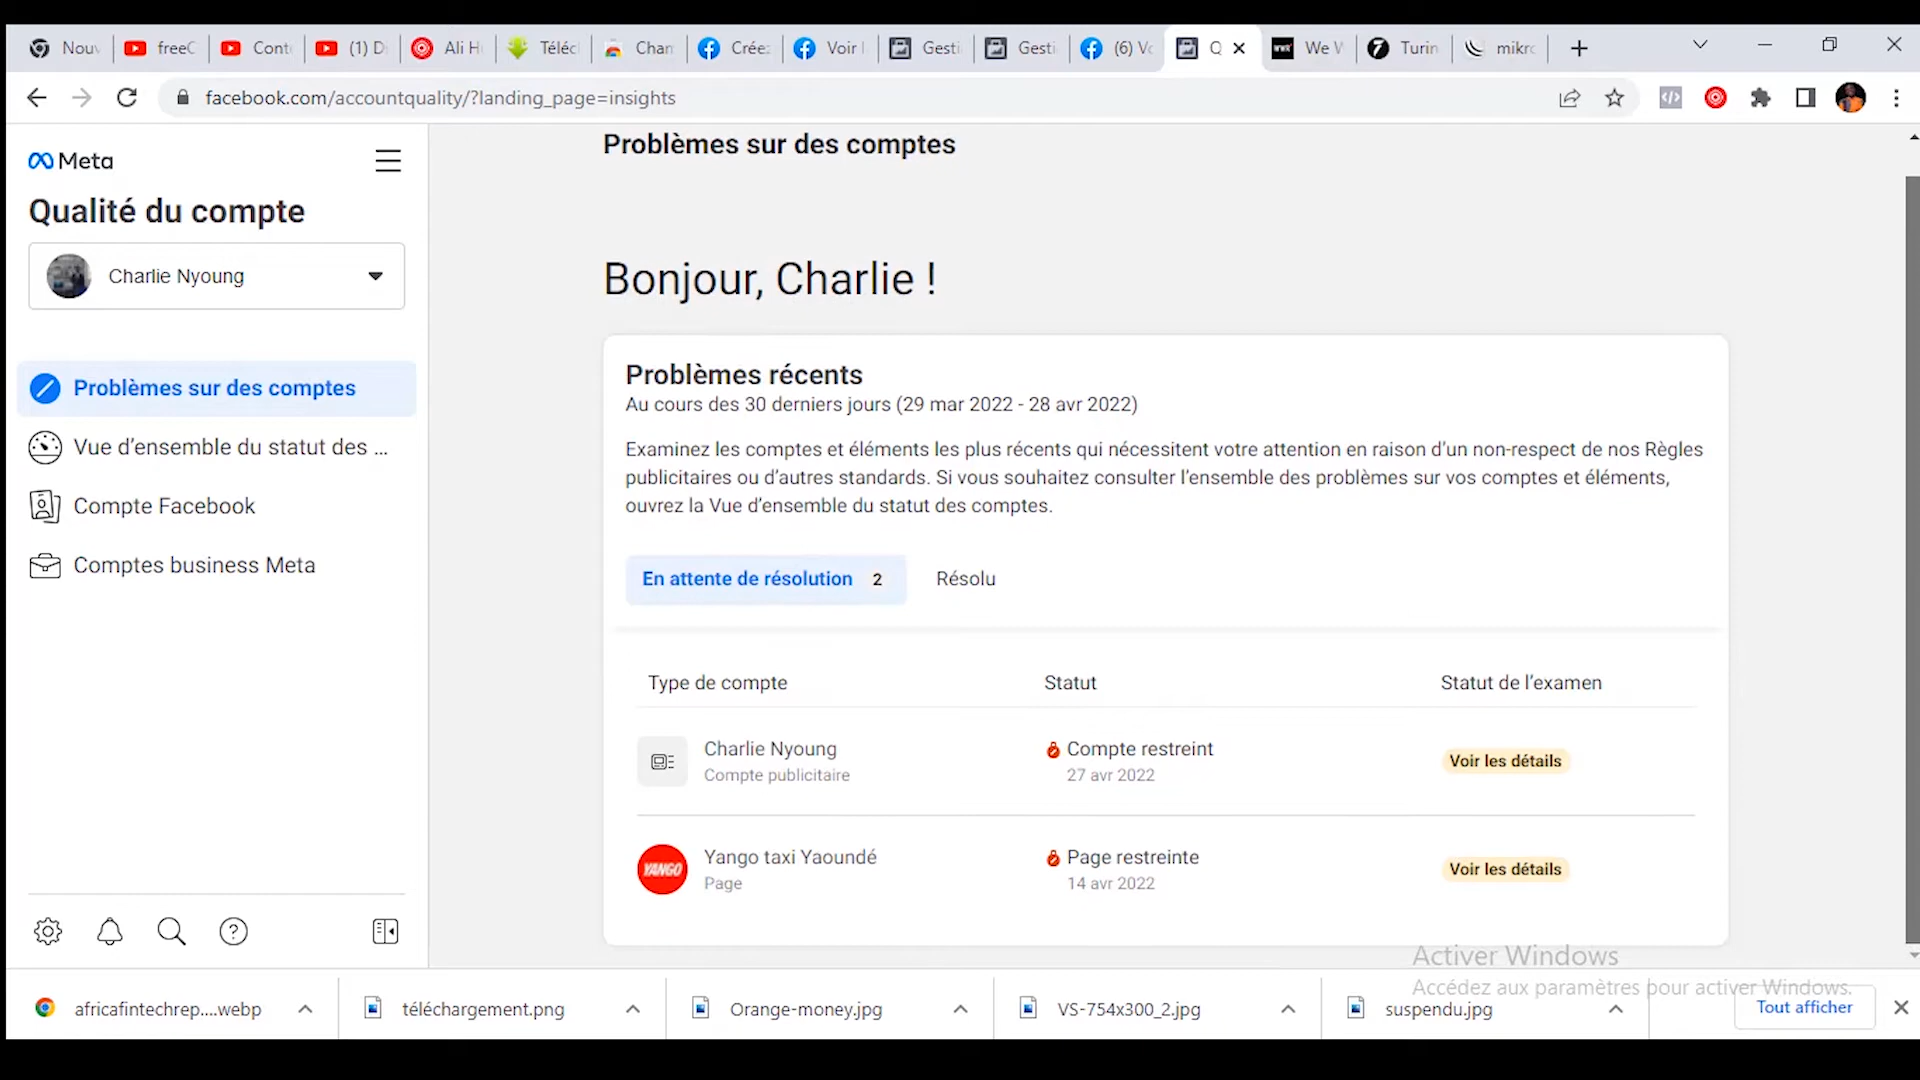 Nouv
freeC
Cont
(1) D
Ali H
Téléc
Chan
Créez
Voir l
Gesti
Gesti
(6) Vo
Q
We W
Turin
mikro
facebook.com/accountquality/?landing_page=insights
Meta
Qualité du compte
Charlie Nyoung
Problèmes sur des comptes
Vue d’ensemble du statut des ...
Compte Facebook
Comptes business Meta
Problèmes sur des comptes
Bonjour, Charlie !
Problèmes récents
Au cours des 30 derniers jours (29 mar 2022 - 28 avr 2022)
Examinez les comptes et éléments les plus récents qui nécessitent votre attention en raison d’un non-respect de nos Règles
publicitaires ou d’autres standards. Si vous souhaitez consulter l’ensemble des problèmes sur vos comptes et éléments,
ouvrez la Vue d’ensemble du statut des comptes.
En attente de résolution 2 Résolu
Type de compte Statut Statut de l’examen
Charlie Nyoung Compte restreint Voir les détails
Compte publicitaire 27 avr 2022
YANGO
Yango taxi Yaoundé Page restreinte Voir les détails
Page 14 avr 2022
Activer Windows
Accédez aux paramètres pour activer Windows.
africafintechrep....webp
téléchargement.png
Orange-money.jpg
VS-754x300_2.jpg
suspendu.jpg
Tout afficher